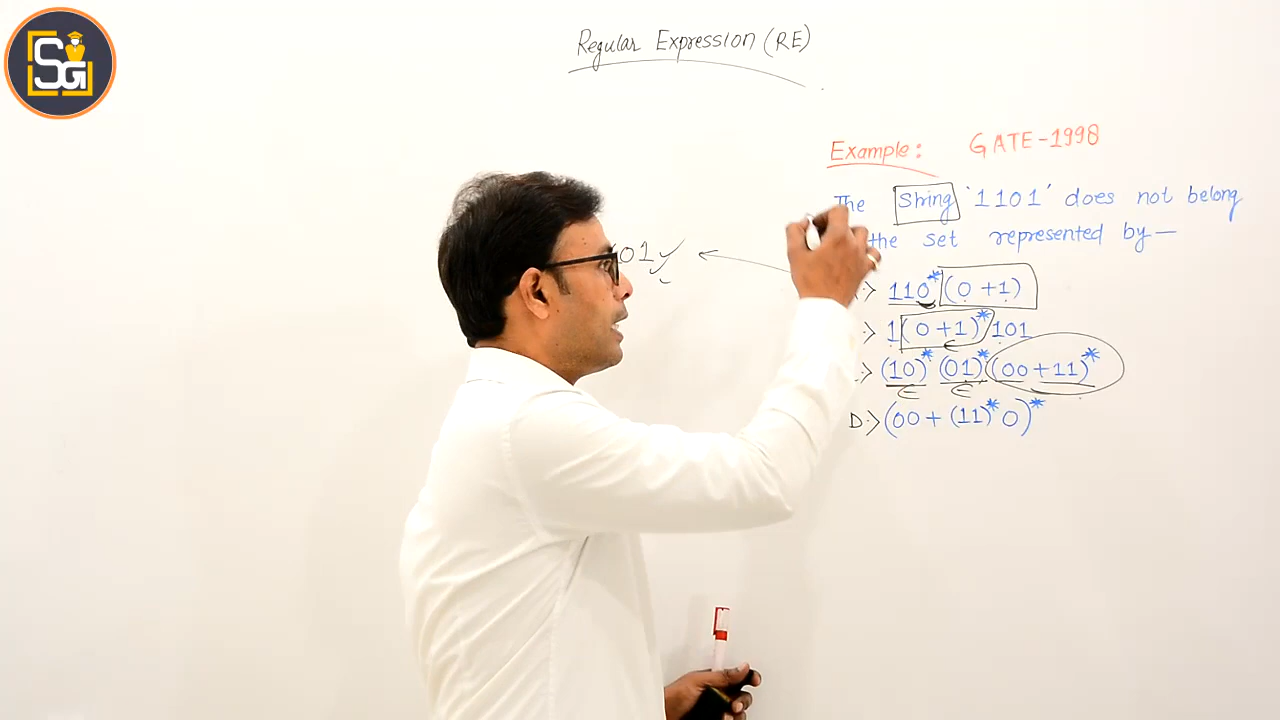 SG
Regular Expression (RE)
Example: GATE-1998
The String '1101' does not belong
the set represented by —
01 ✓
110*(0+1)
1(0+1)*101
(10)*(01)*(00+11)*
D:> (00+(11)*0)*